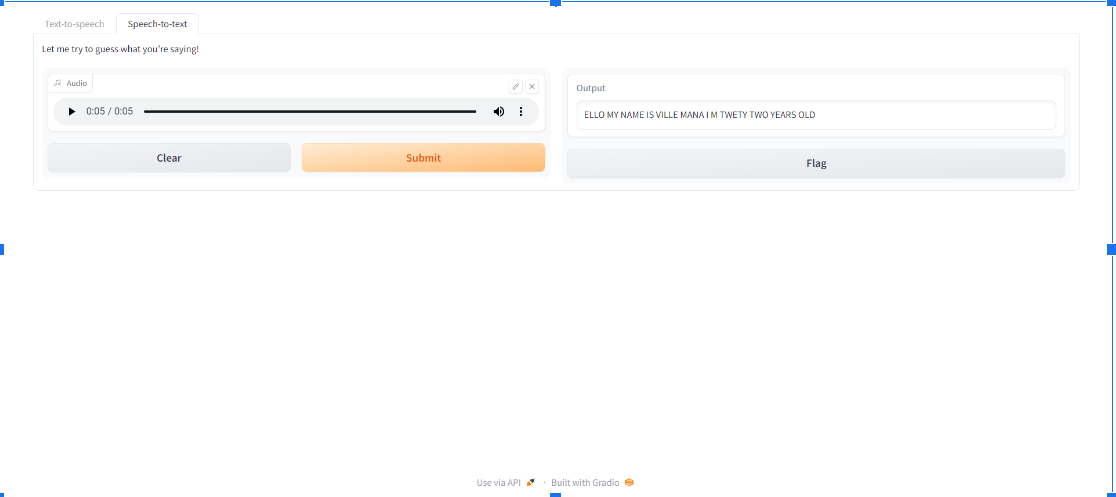 Text-to-speech
Speech-to-text
Let me try to guess what you're saying!
Audio
0:05 / 0:05
Clear
Submit
Output
ELLO MY NAME IS VILLE MANA I M TWETY TWO YEARS OLD
Flag
Use via API · Built with Gradio